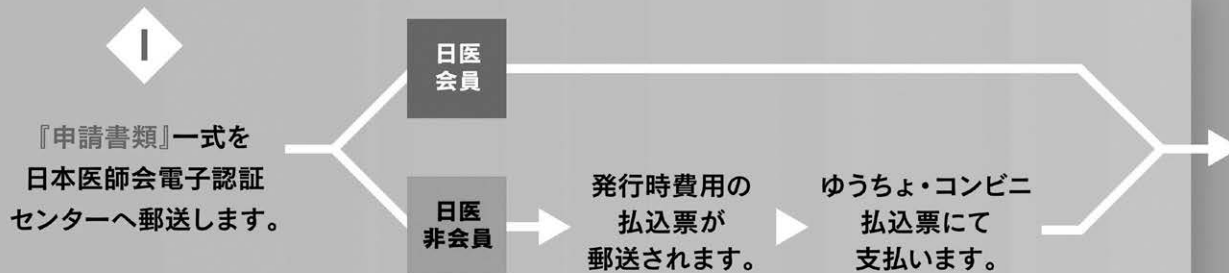 1
『申請書類』一式を
日本医師会電子認証
センターへ郵送します。
日医
会員
日医
非会員
発行時費用の
払込票が
郵送されます。
ゆうちょ・コンビニ
払込票にて
支払います。